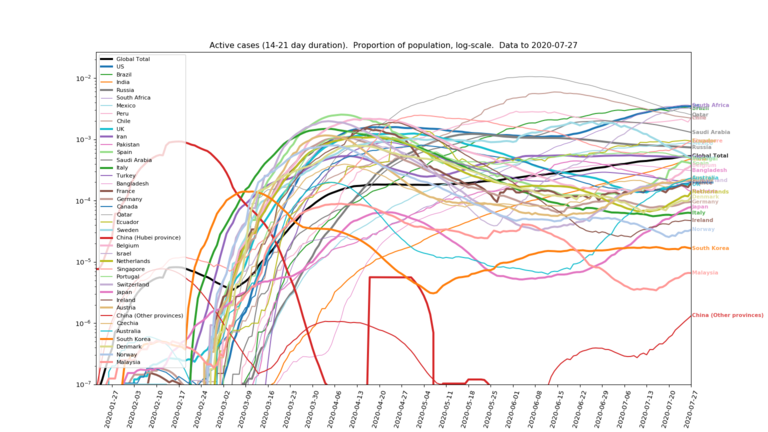 Active cases (14-21 day duration). Proportion of population, log-scale. Data to 2020-07-27
Global Total
US
Brazil
India
Russia
South Africa
Mexico
Peru
Chile
UK
Iran
Pakistan
Spain
Saudi Arabia
Italy
Turkey
Bangladesh
France
Germany
Canada
Qatar
Ecuador
Sweden
China (Hubei province)
Belgium
Israel
Netherlands
Singapore
Portugal
Switzerland
Japan
Ireland
Austria
China (Other provinces)
Czechia
Australia
South Korea
Denmark
Norway
Malaysia
10⁻²
10⁻³
10⁻⁴
10⁻⁵
10⁻⁶
10⁻⁷
South Africa
Qatar
Saudi Arabia
Russia
Global Total
Bangladesh
Germany
Japan
Italy
Ireland
Norway
South Korea
Malaysia
China (Other provinces)
2020-01-27
2020-02-03
2020-02-10
2020-02-17
2020-02-24
2020-03-02
2020-03-09
2020-03-16
2020-03-23
2020-03-30
2020-04-06
2020-04-13
2020-04-20
2020-04-27
2020-05-04
2020-05-11
2020-05-18
2020-05-25
2020-06-01
2020-06-08
2020-06-15
2020-06-22
2020-06-29
2020-07-06
2020-07-13
2020-07-20
2020-07-27